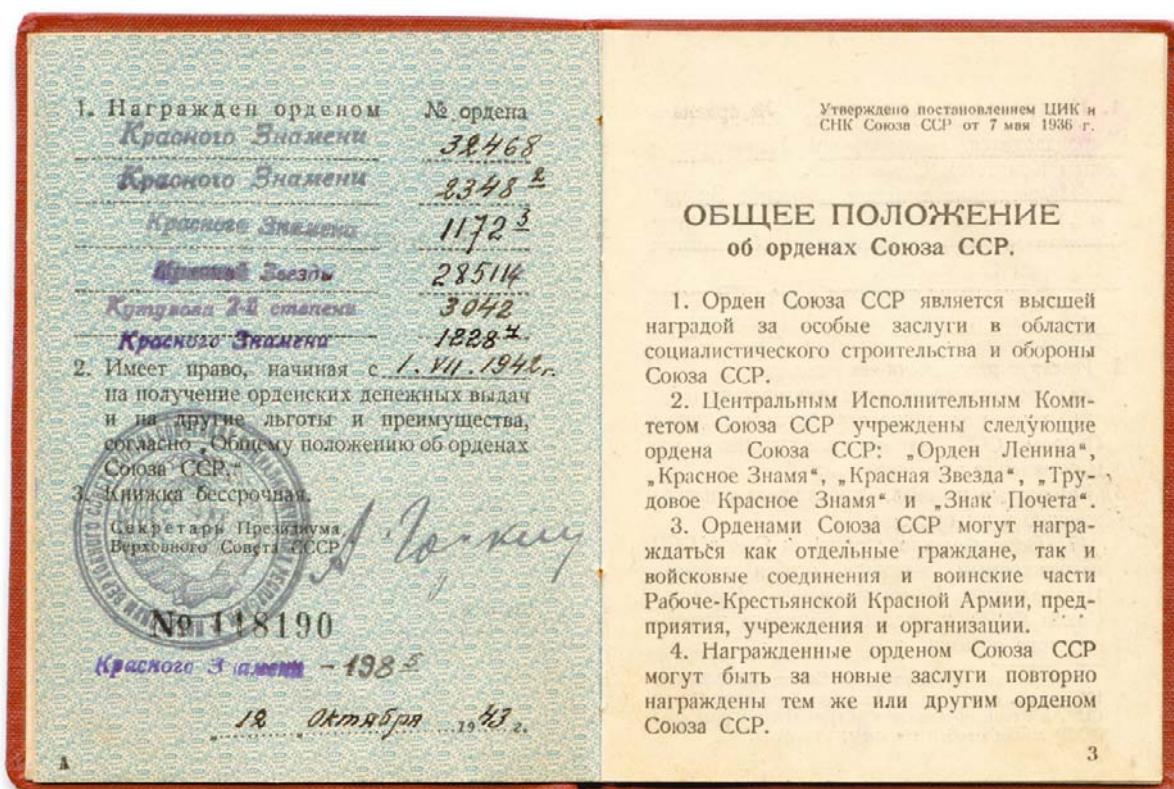 1. Награжден орденом № ордена
Красного Знамени 32468
Красного Знамени 2348 2
Красного Знамени 1172 3
Красной Звезды 285114
Кутузова 2-й степени 3042
Красного Знамени 1828 4
2. Имеет право, начиная с 1. VII. 1942 г.
на получение орденских денежных выдач
и на другие льготы и преимущества,
согласно „Общему положению об орденах
Союза ССР.“
3. Книжка бессрочная.
Секретарь Президиума
Верховного Совета СССР
А Горкин
№ 118190
Красного Знамени - 198 5
12 Октября 1943 г.
А
Утверждено постановлением ЦИК и
СНК Союза ССР от 7 мая 1936 г.
ОБЩЕЕ ПОЛОЖЕНИЕ
об орденах Союза ССР.
1. Орден Союза ССР является высшей
наградой за особые заслуги в области
социалистического строительства и обороны
Союза ССР.
2. Центральным Исполнительным Коми-
тетом Союза ССР учреждены следующие
ордена Союза ССР: „Орден Ленина“,
„Красное Знамя“, „Красная Звезда“, „Тру-
довое Красное Знамя“ и „Знак Почета“.
3. Орденами Союза ССР могут награ-
ждаться как отдельные граждане, так и
войсковые соединения и воинские части
Рабоче-Крестьянской Красной Армии, пред-
приятия, учреждения и организации.
4. Награжденные орденом Союза ССР
могут быть за новые заслуги повторно
награждены тем же или другим орденом
Союза ССР.
3